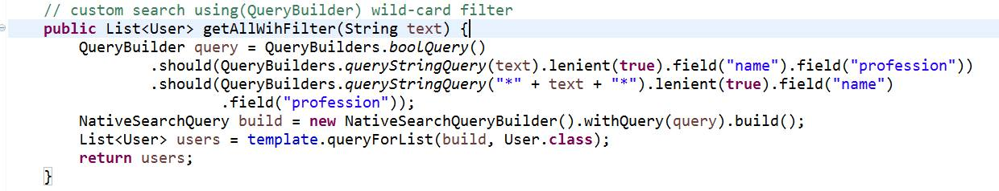 // custom search using(QueryBuilder) wild-card filter
public List<User> getAllWihFilter(String text) {
QueryBuilder query = QueryBuilders.boolQuery()
.should(QueryBuilders.queryStringQuery(text).lenient(true).field("name").field("profession"))
.should(QueryBuilders.queryStringQuery("*" + text + "*").lenient(true).field("name")
.field("profession"));
NativeSearchQuery build = new NativeSearchQueryBuilder().withQuery(query).build();
List<User> users = template.queryForList(build, User.class);
return users;
}